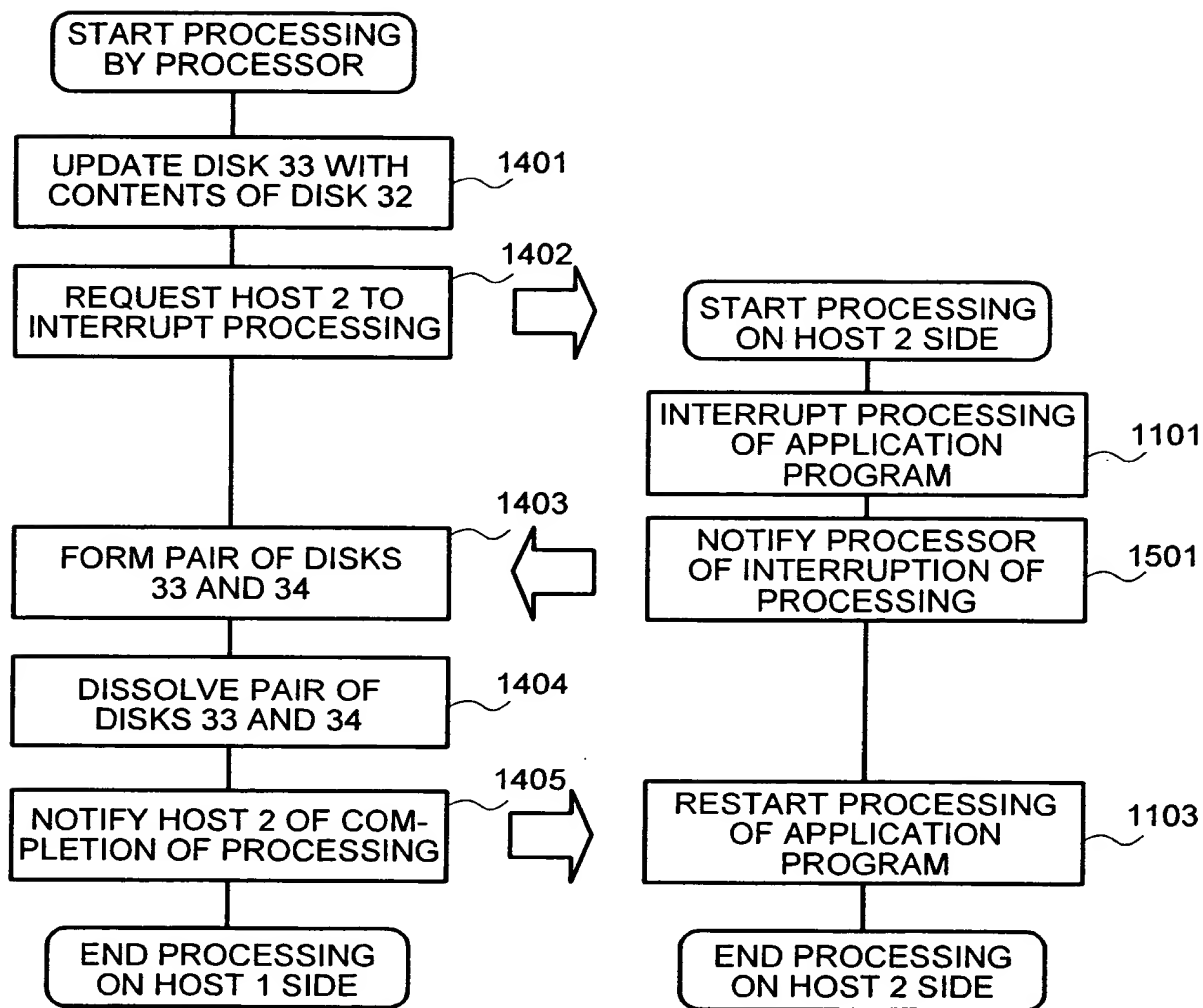 START PROCESSING
BY PROCESSOR
UPDATE DISK 33 WITH
CONTENTS OF DISK 32
1401
REQUEST HOST 2 TO
INTERRUPT PROCESSING
1402
START PROCESSING
ON HOST 2 SIDE
INTERRUPT PROCESSING
OF APPLICATION
PROGRAM
1101
FORM PAIR OF DISKS
33 AND 34
1403
NOTIFY PROCESSOR
OF INTERRUPTION OF
PROCESSING
1501
DISSOLVE PAIR OF
DISKS 33 AND 34
1404
NOTIFY HOST 2 OF COM-
PLETION OF PROCESSING
1405
RESTART PROCESSING
OF APPLICATION
PROGRAM
1103
END PROCESSING
ON HOST 1 SIDE
END PROCESSING
ON HOST 2 SIDE